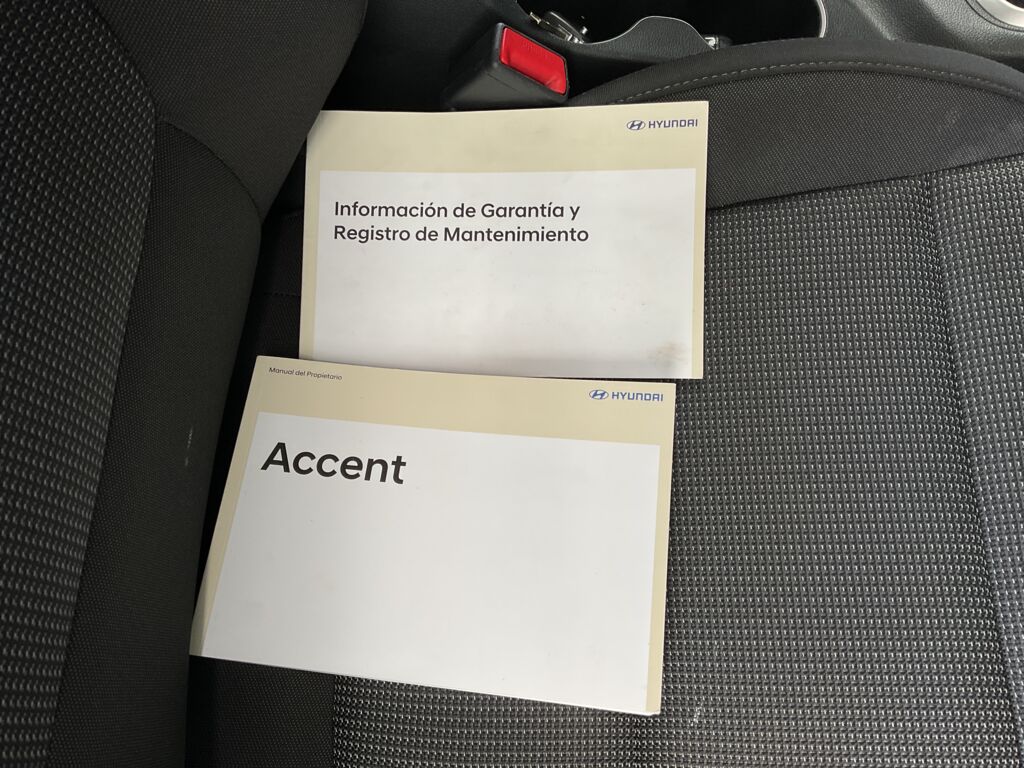 HYUNDAI
Información de Garantía y
Registro de Mantenimiento
Manual del Propietario
HYUNDAI
Accent